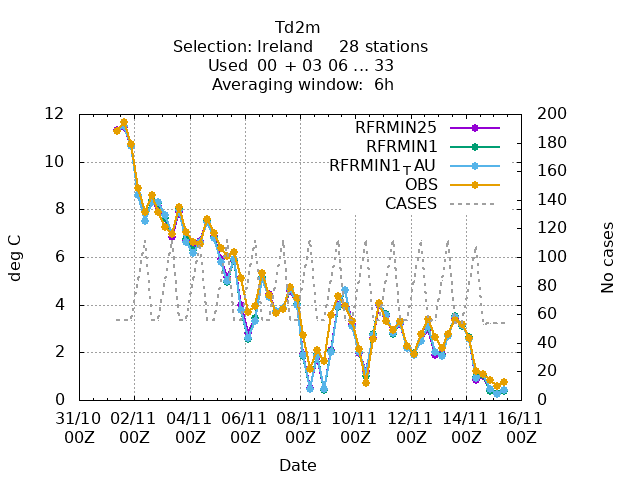 Td2m
Selection: Ireland 28 stations
Used 00 + 03 06 ... 33
Averaging window: 6h
RFRMIN25
RFRMIN1
RFRMIN1TAU
OBS
CASES
12
10
8
6
4
2
0
deg C
200
180
160
140
120
100
80
60
40
20
0
No cases
31/10 02/11 04/11 06/11 08/11 10/11 12/11 14/11 16/11
00Z 00Z 00Z 00Z 00Z 00Z 00Z 00Z 00Z
Date